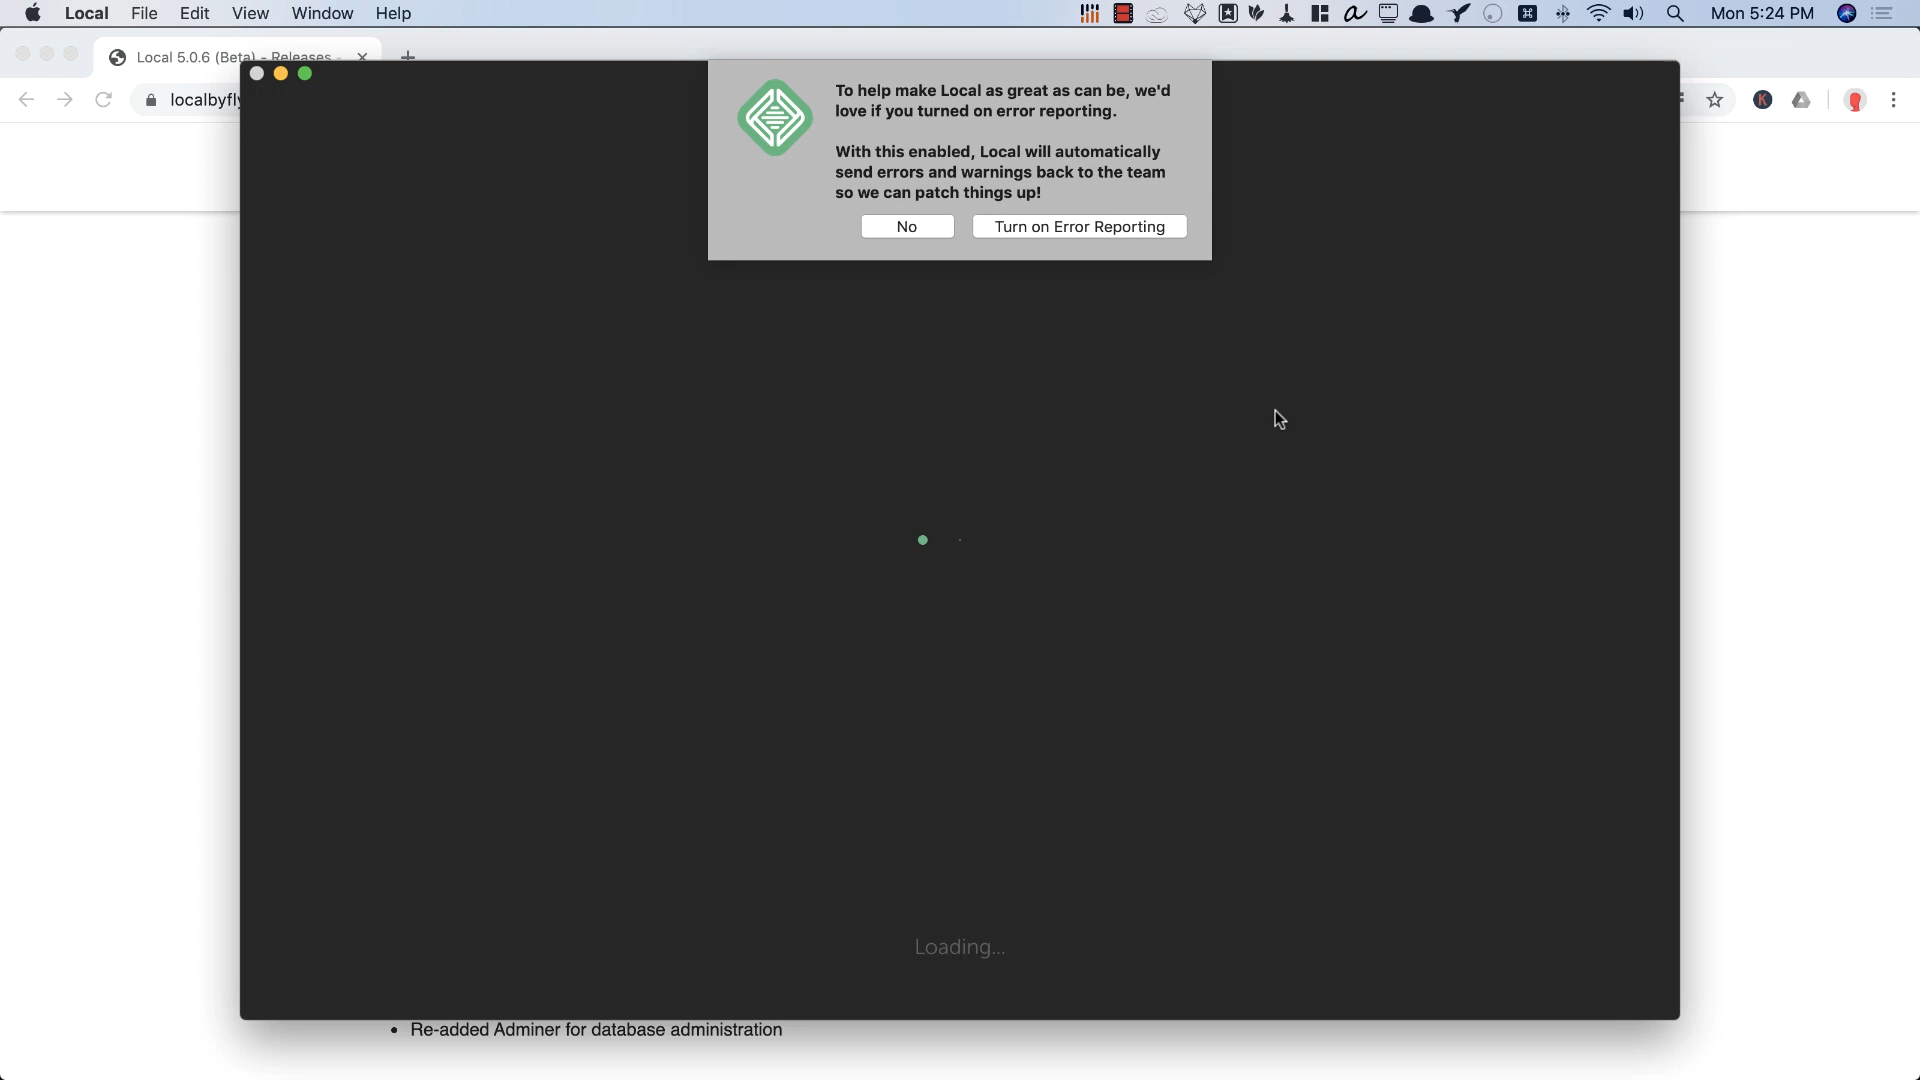 Local File Edit View Window Help
Mon 5:24 PM
Local 5.0.6 (Beta) - Releases -
localbyfly
To help make Local as great as can be, we'd
love if you turned on error reporting.
With this enabled, Local will automatically
send errors and warnings back to the team
so we can patch things up!
No
Turn on Error Reporting
Loading...
• Re-added Adminer for database administration